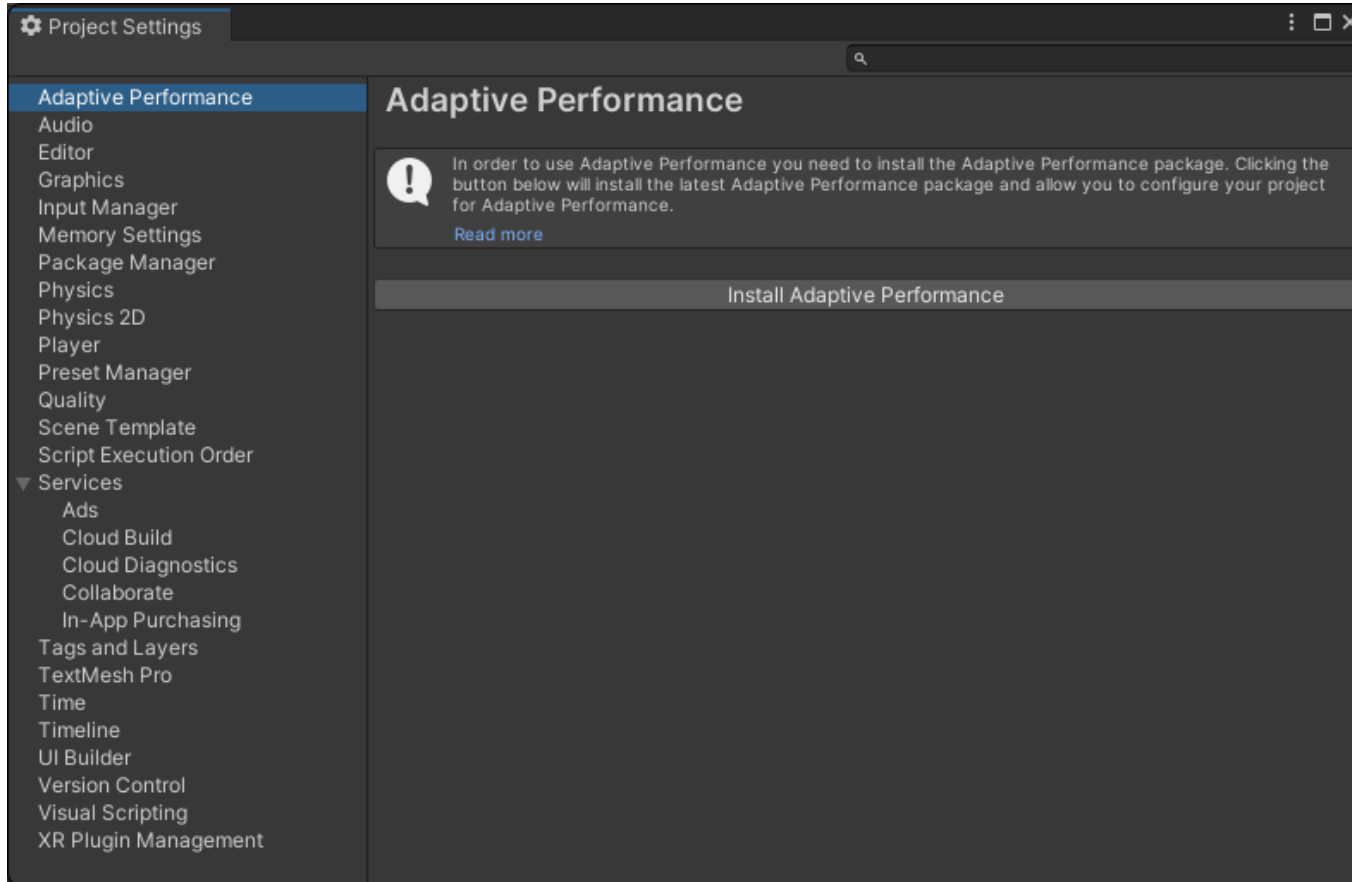 Project Settings
Adaptive Performance
Audio
Editor
Graphics
Input Manager
Memory Settings
Package Manager
Physics
Physics 2D
Player
Preset Manager
Quality
Scene Template
Script Execution Order
Services
Ads
Cloud Build
Cloud Diagnostics
Collaborate
In-App Purchasing
Tags and Layers
TextMesh Pro
Time
Timeline
UI Builder
Version Control
Visual Scripting
XR Plugin Management
Adaptive Performance
In order to use Adaptive Performance you need to install the Adaptive Performance package. Clicking the
button below will install the latest Adaptive Performance package and allow you to configure your project
for Adaptive Performance.
Read more
Install Adaptive Performance